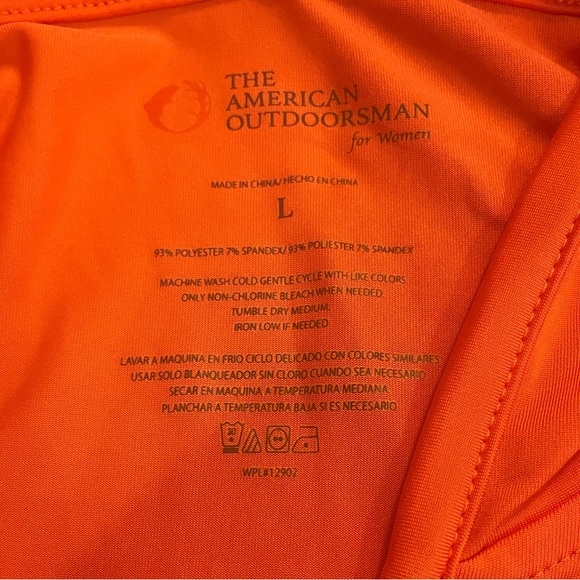 THE
AMERICAN
OUTDOORSMAN
for Women
MADE IN CHINA/ HECHO EN CHINA
L
93% POLYESTER 7% SPANDEX/ 93% POLIESTER 7% SPANDEX
MACHINE WASH COLD GENTLE CYCLE WITH LIKE COLORS
ONLY NON-CHLORINE BLEACH WHEN NEEDED.
TUMBLE DRY MEDIUM.
IRON LOW IF NEEDED
LAVAR A MAQUINA EN FRIO CICLO DELICADO CON COLORES SIMILARES
USAR SOLO BLANQUEADOR SIN CLORO CUANDO SEA NECESARIO
SECAR EN MAQUINA A TEMPERATURA MEDIANA
PLANCHAR A TEMPERATURA BAJA SI ES NECESARIO
30
WPL#12902